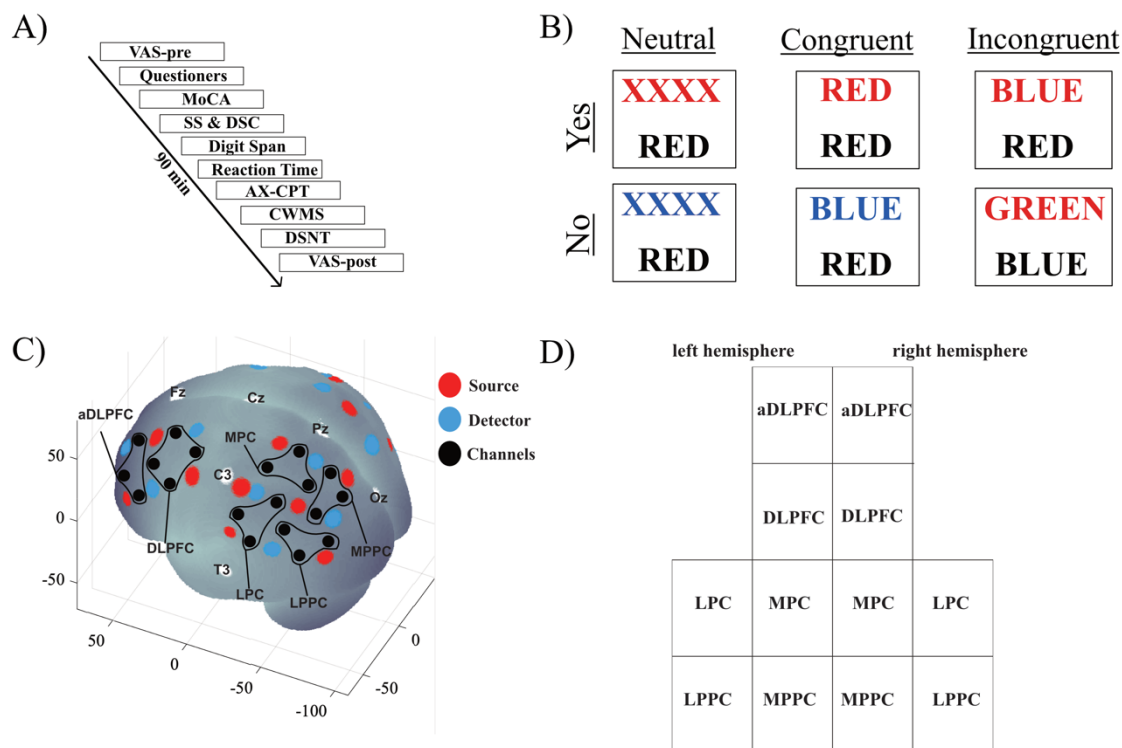 A)
VAS-pre
Questioners
MoCA
SS & DSC
Digit Span
Reaction Time
AX-CPT
CWMS
DSNT
VAS-post
90 min
B)
Neutral Congruent Incongruent
Yes
XXXX RED BLUE
RED RED RED
No
XXXX BLUE GREEN
RED RED BLUE
C)
Source
Detector
Channels
aDLPFC
Fz
Cz
Pz
MPC
C3
Oz
DLPFC
MPPC
T3
LPC
LPPC
50
0
-50
50
0
-50
-100
0
-50
D)
left hemisphere right hemisphere
aDLPFC aDLPFC
DLPFC DLPFC
LPC MPC MPC LPC
LPPC MPPC MPPC LPPC